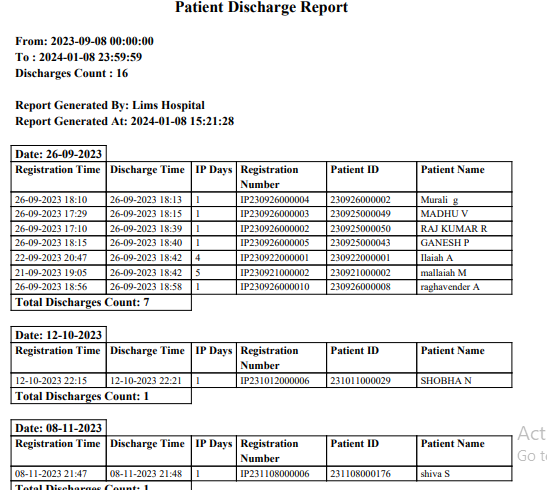 Patient Discharge Report
From: 2023-09-08 00:00:00
To : 2024-01-08 23:59:59
Discharges Count : 16
Report Generated By: Lims Hospital
Report Generated At: 2024-01-08 15:21:28
Date: 26-09-2023
Registration Time Discharge Time IP Days Registration Number Patient ID Patient Name
26-09-2023 18:10 26-09-2023 18:13 1 IP230926000004 230926000002 Murali g
26-09-2023 17:29 26-09-2023 18:15 1 IP230926000003 230925000049 MADHU V
26-09-2023 17:10 26-09-2023 18:39 1 IP230926000002 230925000050 RAJ KUMAR R
26-09-2023 18:15 26-09-2023 18:40 1 IP230926000005 230925000043 GANESH P
22-09-2023 20:47 26-09-2023 18:42 4 IP230922000001 230922000001 Ilaiah A
21-09-2023 19:05 26-09-2023 18:42 5 IP230921000002 230921000002 mallaiah M
26-09-2023 18:56 26-09-2023 18:58 1 IP230926000010 230926000008 raghavender A
Total Discharges Count: 7
Date: 12-10-2023
Registration Time Discharge Time IP Days Registration Number Patient ID Patient Name
12-10-2023 22:15 12-10-2023 22:21 1 IP231012000006 231011000029 SHOBHA N
Total Discharges Count: 1
Date: 08-11-2023
Registration Time Discharge Time IP Days Registration Number Patient ID Patient Name
08-11-2023 21:47 08-11-2023 21:48 1 IP231108000006 231108000176 shiva S
Total Discharges Count: 1
Act
Go t